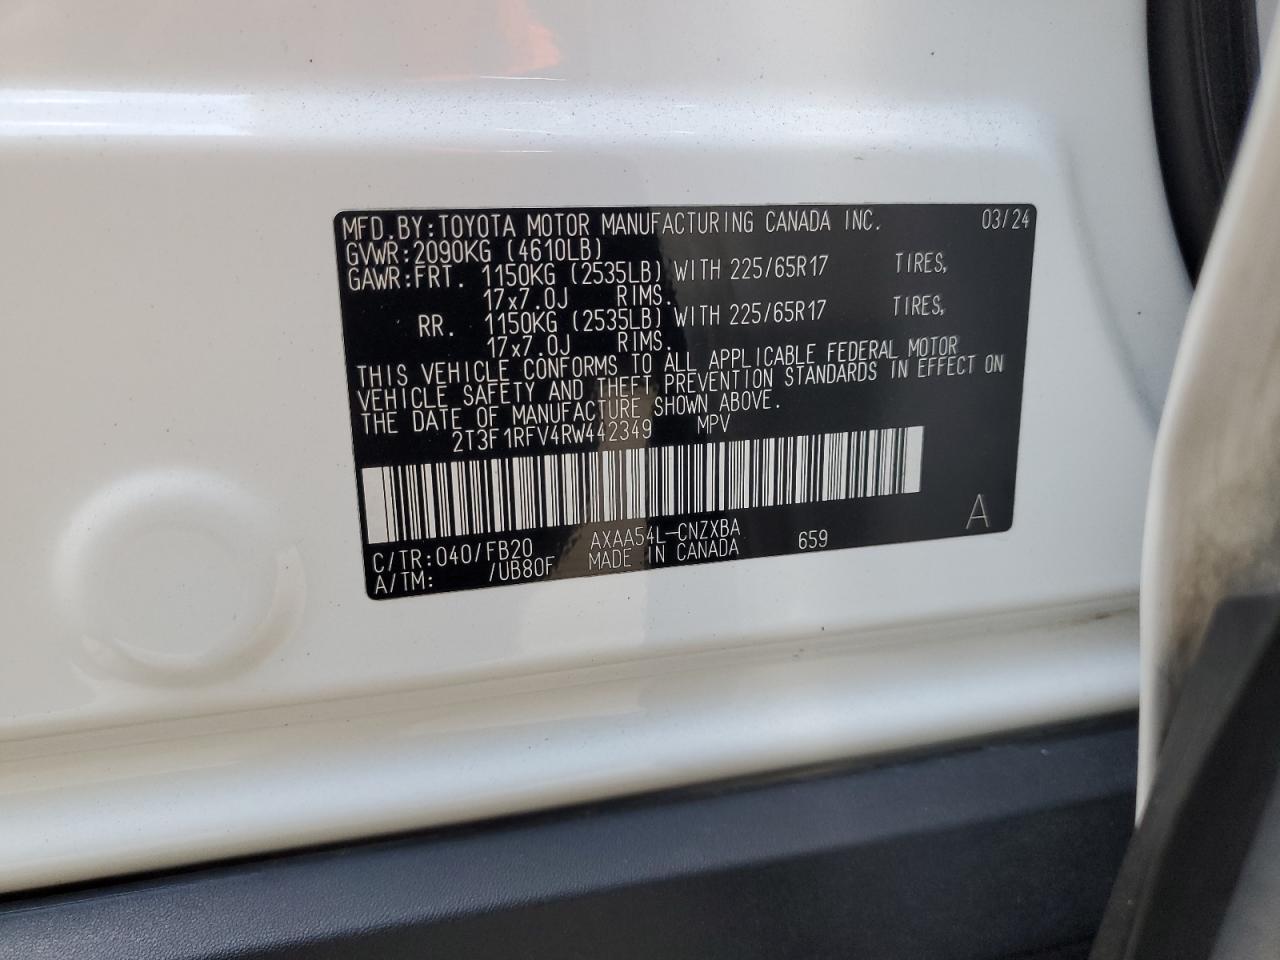 MFD.BY:TOYOTA MOTOR MANUFACTURING CANADA INC. 03/24
GVWR:2090KG (4610LB)
GAWR:FRT. 1150KG (2535LB) WITH 225/65R17 TIRES,
17x7.0J RIMS.
RR. 1150KG (2535LB) WITH 225/65R17 TIRES,
17x7.0J RIMS.
THIS VEHICLE CONFORMS TO ALL APPLICABLE FEDERAL MOTOR
VEHICLE SAFETY AND THEFT PREVENTION STANDARDS IN EFFECT ON
THE DATE OF MANUFACTURE SHOWN ABOVE.
2T3F1RFV4RW442349 MPV
C/TR:040/FB20 AXAA54L-CNZXBA 659 A
A/TM: /UB80F MADE IN CANADA